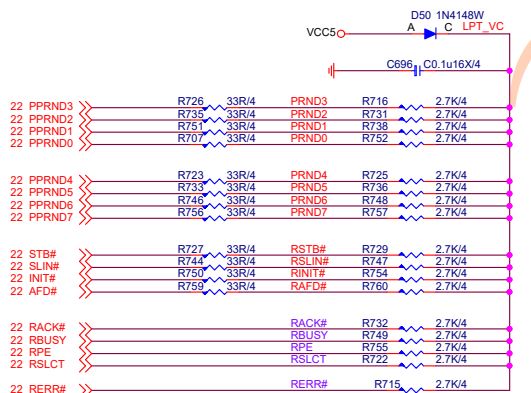 D50 1N4148W
VCC5 A C LPT_VC
C696 C0.1u16X/4
22 PPRND3 R726 33R/4 PRND3 R716 2.7K/4
22 PPRND2 R735 33R/4 PRND2 R731 2.7K/4
22 PPRND1 R751 33R/4 PRND1 R738 2.7K/4
22 PPRND0 R707 33R/4 PRND0 R752 2.7K/4
22 PPRND4 R723 33R/4 PRND4 R725 2.7K/4
22 PPRND5 R733 33R/4 PRND5 R736 2.7K/4
22 PPRND6 R746 33R/4 PRND6 R748 2.7K/4
22 PPRND7 R756 33R/4 PRND7 R757 2.7K/4
22 STB# R727 33R/4 RSTB# R729 2.7K/4
22 SLIN# R744 33R/4 RSLIN# R747 2.7K/4
22 INIT# R750 33R/4 RINIT# R754 2.7K/4
22 AFD# R759 33R/4 RAFD# R760 2.7K/4
22 RACK# RACK# R732 2.7K/4
22 RBUSY RBUSY R749 2.7K/4
22 RPE RPE R755 2.7K/4
22 RSLCT RSLCT R722 2.7K/4
22 RERR# RERR# R715 2.7K/4